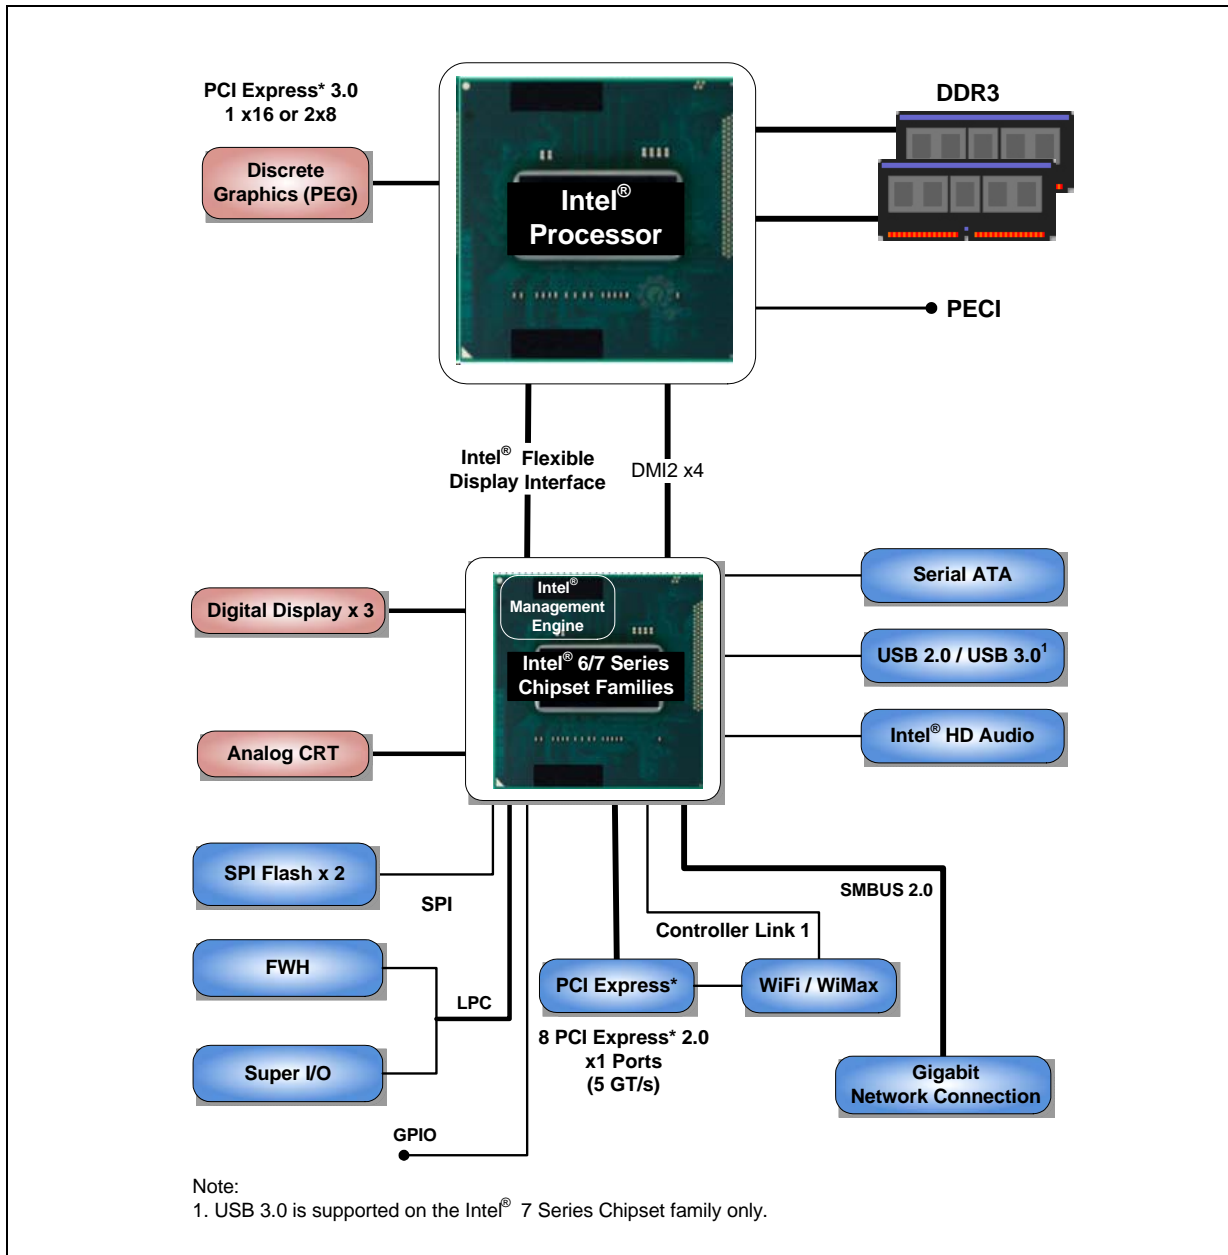 PCI Express* 3.0
1 x16 or 2x8
Discrete
Graphics (PEG)
Intel®
Processor
DDR3
PECI
Intel® Flexible
Display Interface
DMI2 x4
Intel®
Management
Engine
Intel® 6/7 Series
Chipset Families
Digital Display x 3
Analog CRT
Serial ATA
USB 2.0 / USB 3.0¹
Intel® HD Audio
SPI Flash x 2
SPI
FWH
LPC
Super I/O
GPIO
SMBUS 2.0
Controller Link 1
PCI Express*
WiFi / WiMax
8 PCI Express* 2.0
x1 Ports
(5 GT/s)
Gigabit
Network Connection
Note:
1. USB 3.0 is supported on the Intel® 7 Series Chipset family only.